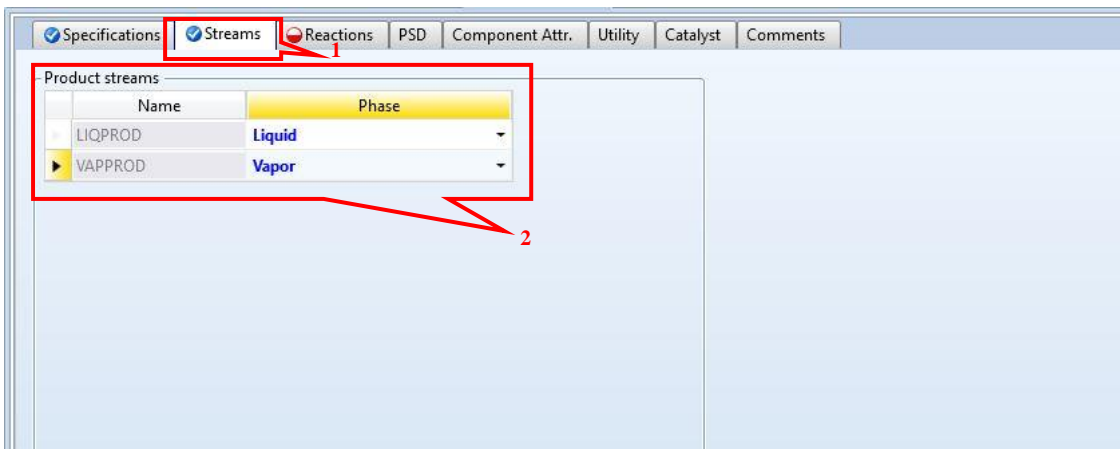 Specifications Streams Reactions PSD Component Attr. Utility Catalyst Comments
1
Product streams
Name Phase
LIQPROD Liquid
VAPPROD Vapor
2